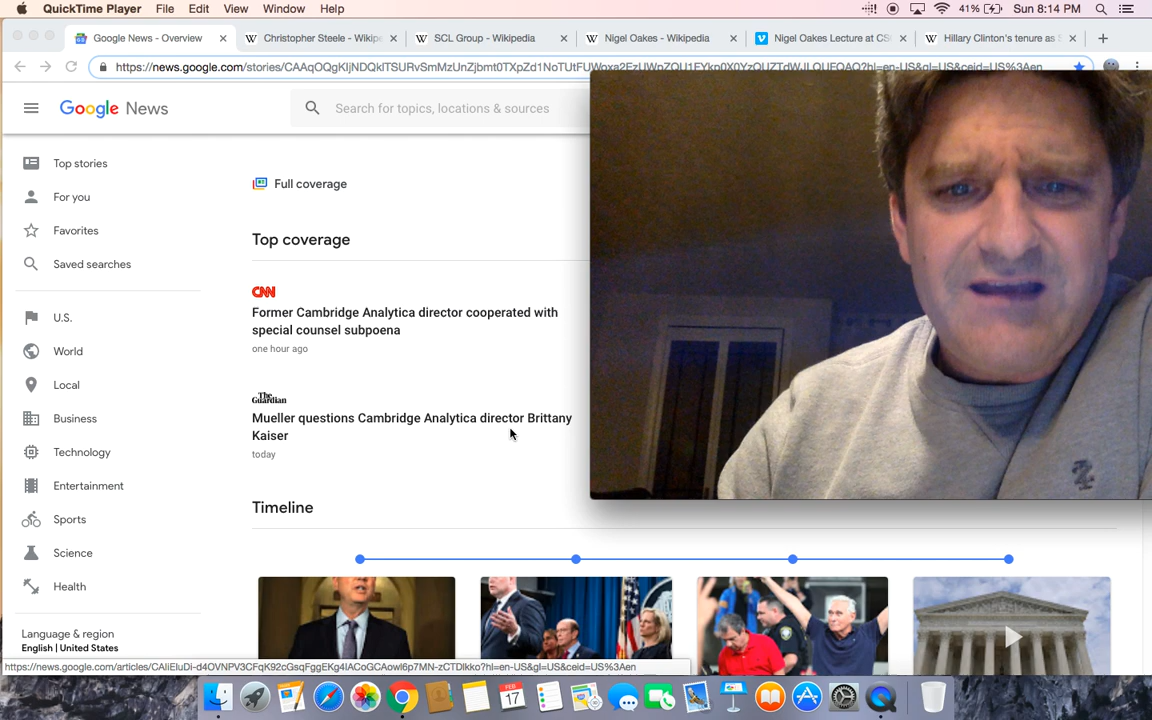 QuickTime Player File Edit View Window Help 41% Sun 8:14 PM
Google News - Overview Christopher Steele - Wikipe SCL Group - Wikipedia Nigel Oakes - Wikipedia Nigel Oakes Lecture at CS Hillary Clinton's tenure as S
Google News
Search for topics, locations & sources
Top stories
For you
Favorites
Saved searches
U.S.
World
Local
Business
Technology
Entertainment
Sports
Science
Health
Language & region
English | United States
Full coverage
Top coverage
CNN
Former Cambridge Analytica director cooperated with
special counsel subpoena
one hour ago
The
Guardian
Mueller questions Cambridge Analytica director Brittany
Kaiser
today
Timeline
FEB
17